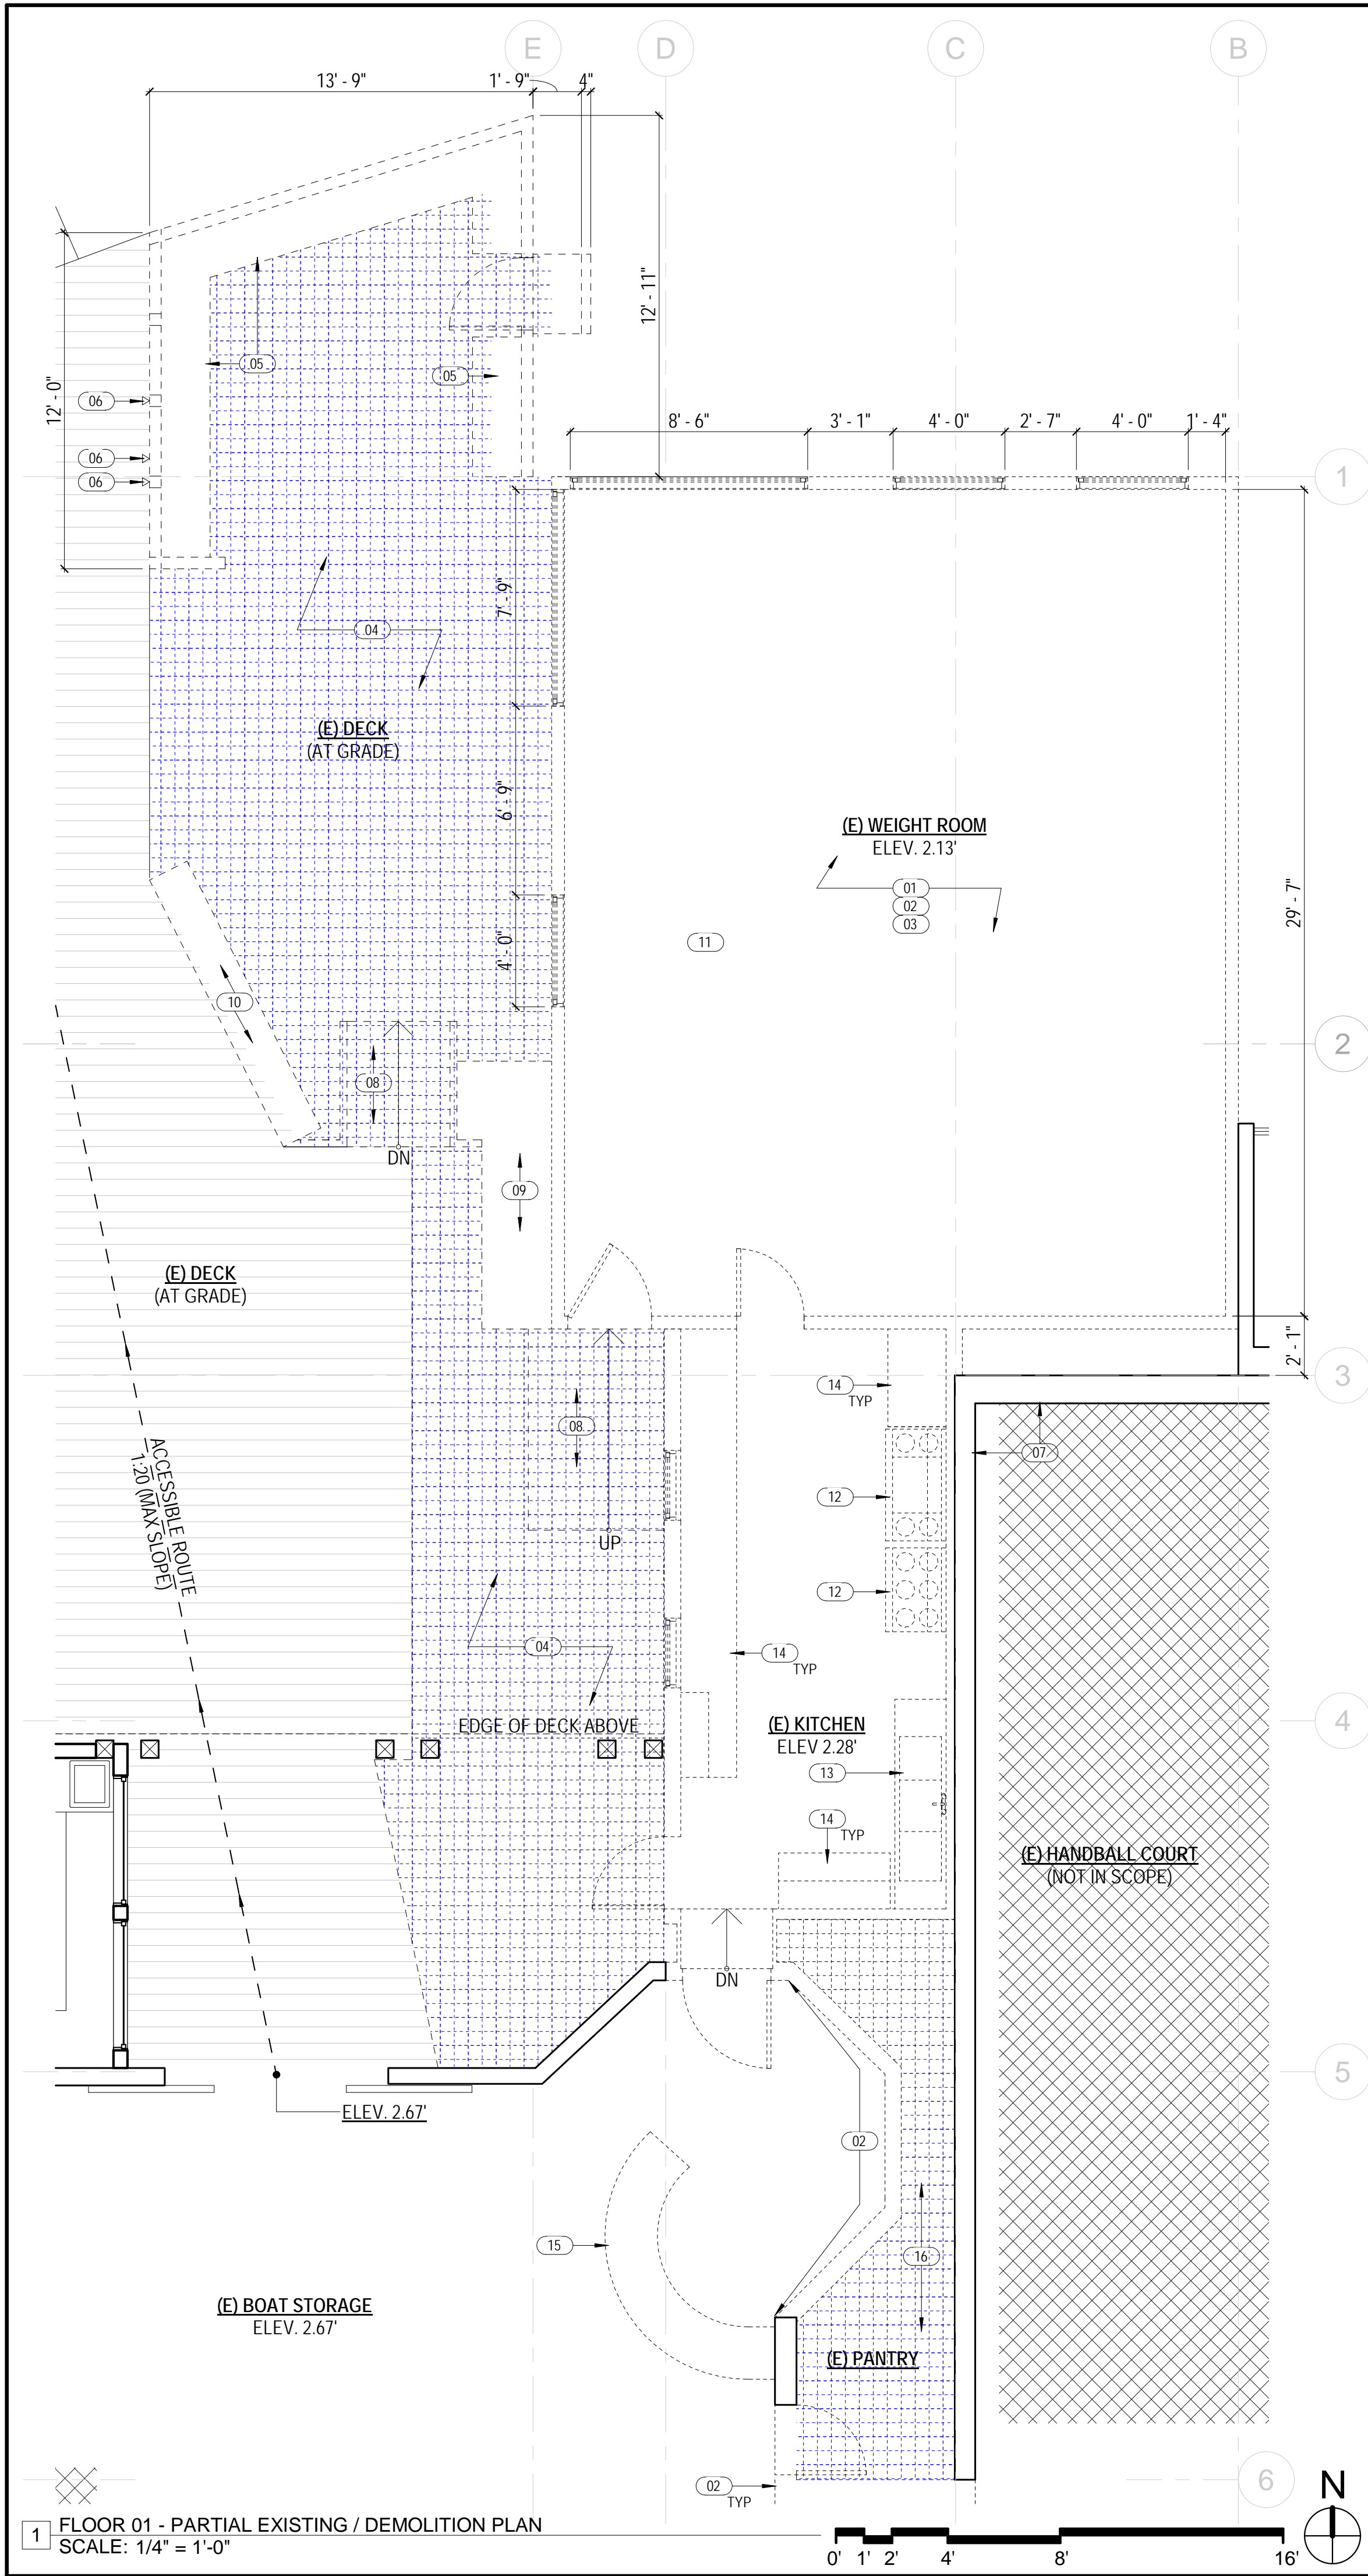 E
D
C
B
13' - 9"
1' - 9"
4"
12' - 11"
12' - 0"
05
05
06
06
06
8' - 6"
3' - 1"
4' - 0"
2' - 7"
4' - 0"
1' - 4"
1
7' - 9"
04
(E) DECK
(AT GRADE)
6' - 9"
(E) WEIGHT ROOM
ELEV. 2.13'
01
02
03
11
29' - 7"
4' - 0"
10
2
08
DN
09
(E) DECK
(AT GRADE)
2' - 1"
3
14
TYP
08
07
ACCESSIBLE ROUTE
1:20 (MAX SLOPE)
12
UP
12
04
14
TYP
EDGE OF DECK ABOVE
(E) KITCHEN
ELEV 2.28'
4
13
14
TYP
(E) HANDBALL COURT
(NOT IN SCOPE)
DN
5
ELEV. 2.67'
02
15
16
(E) BOAT STORAGE
ELEV. 2.67'
(E) PANTRY
02
TYP
6
N
1
FLOOR 01 - PARTIAL EXISTING / DEMOLITION PLAN
SCALE: 1/4" = 1'-0"
0' 1' 2' 4' 8' 16'